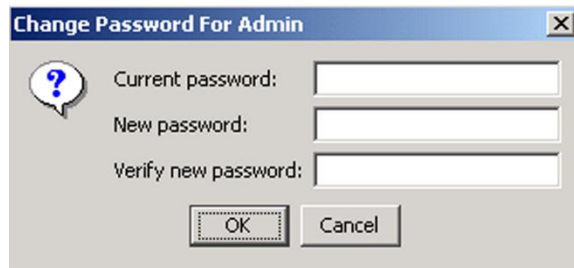 Change Password For Admin
Current password:
New password:
Verify new password:
OK Cancel